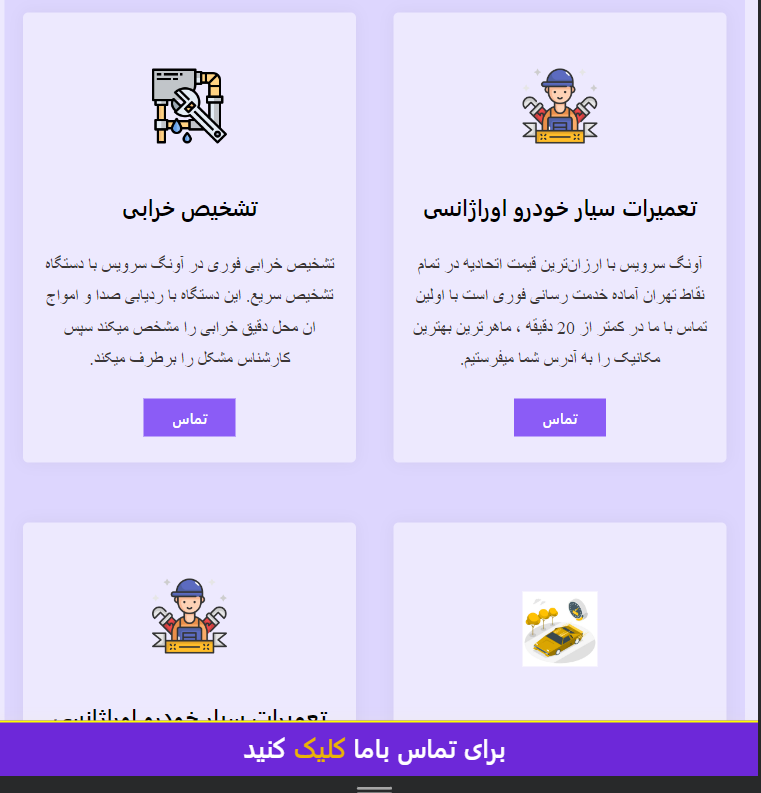 تعمیرات سیار خودرو اوراژانسی
آونگ سرویس با ارزان‌ترین قیمت اتحادیه در تمام
نقاط تهران آماده خدمت رسانی فوری است با اولین
تماس با ما در کمتر از 20 دقیقه ، ماهرترین بهترین
مکانیک را به آدرس شما میفرستیم.
تماس
تشخیص خرابی
تشخیص خرابی فوری در آونگ سرویس با دستگاه
تشخیص سریع. این دستگاه با ردیابی صدا و امواج
ان محل دقیق خرابی را مشخص میکند سپس
کارشناس مشکل را برطرف میکند.
تماس
تعمیرات سیار خودرو اوراژانسی
برای تماس باما کلیک کنید